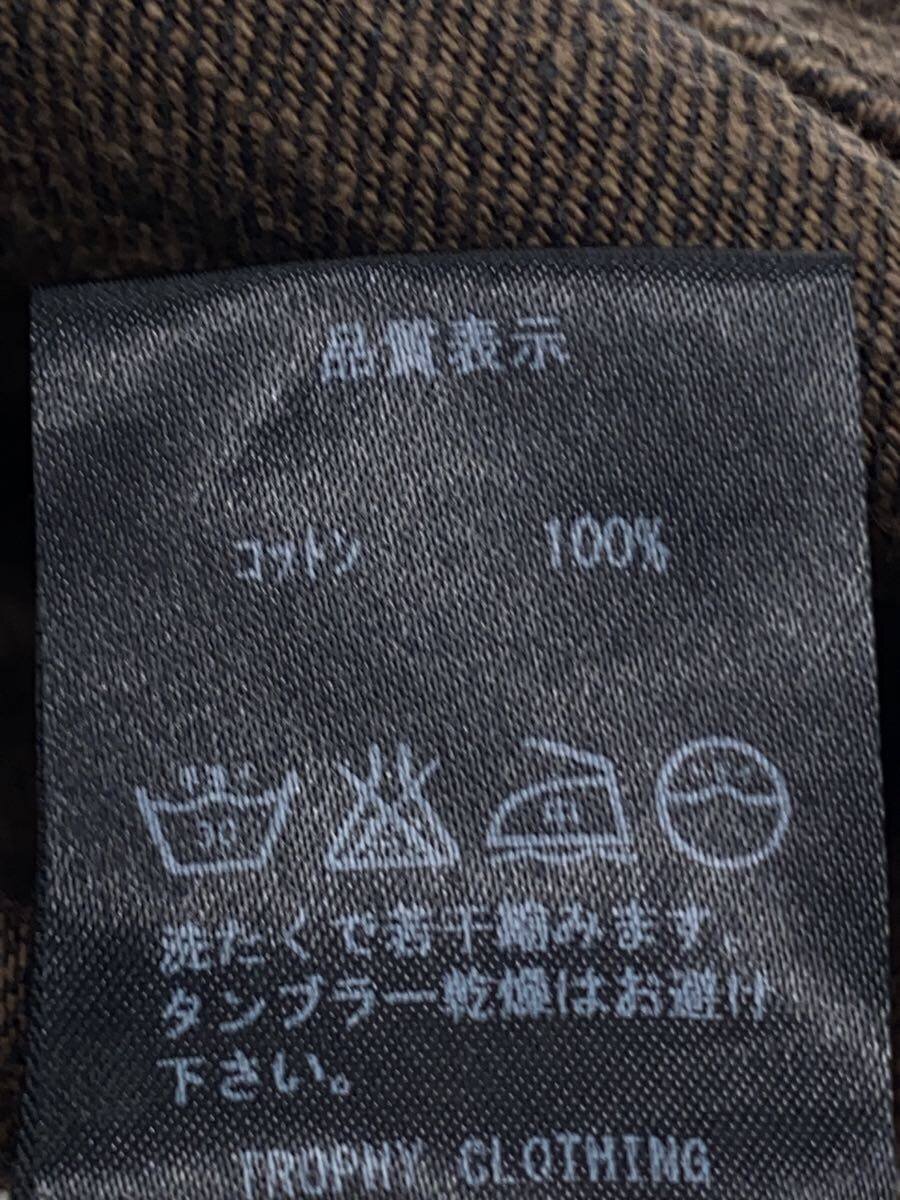 品質表示
コットン 100%
30
洗たくで若干縮みます。
タンブラー乾燥はお避け
下さい。
TROPHY CLOTHING